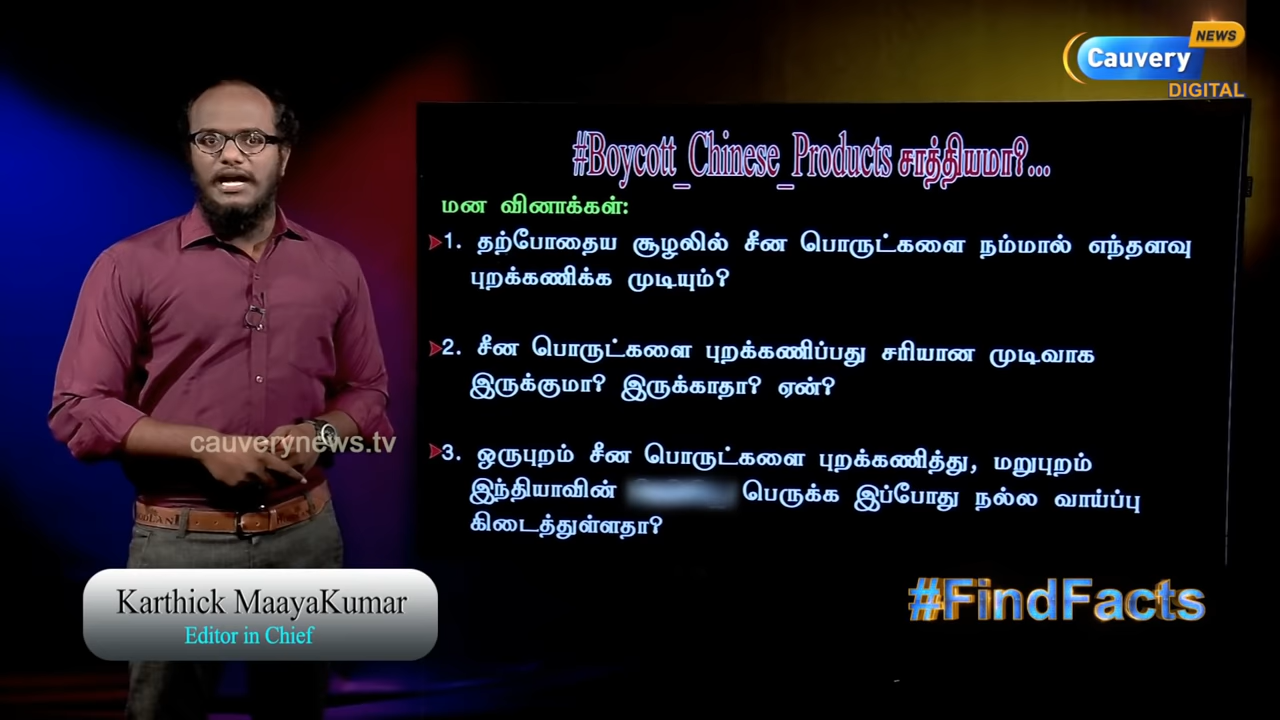 NEWS
Cauvery
DIGITAL
#Boycott_Chinese_Products சாத்தியமா?...
மன வினாக்கள்:
1. தற்போதைய சூழலில் சீன பொருட்களை நம்மால் எந்தளவு
புறக்கணிக்க முடியும்?
2. சீன பொருட்களை புறக்கணிப்பது சரியான முடிவாக
இருக்குமா? இருக்காதா? ஏன்?
3. ஒருபுறம் சீன பொருட்களை புறக்கணித்து, மறுபுறம்
இந்தியாவின் பெருக்க இப்போது நல்ல வாய்ப்பு
கிடைத்துள்ளதா?
cauverynews.tv
Karthick MaayaKumar
Editor in Chief
#FindFacts